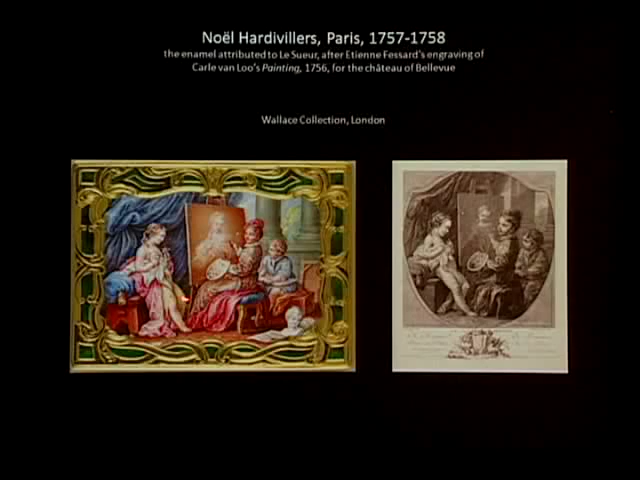 Noël Hardivillers, Paris, 1757-1758
the enamel attributed to Le Sueur, after Etienne Fessard's engraving of
Carle van Loo's Painting, 1756, for the château of Bellevue
Wallace Collection, London